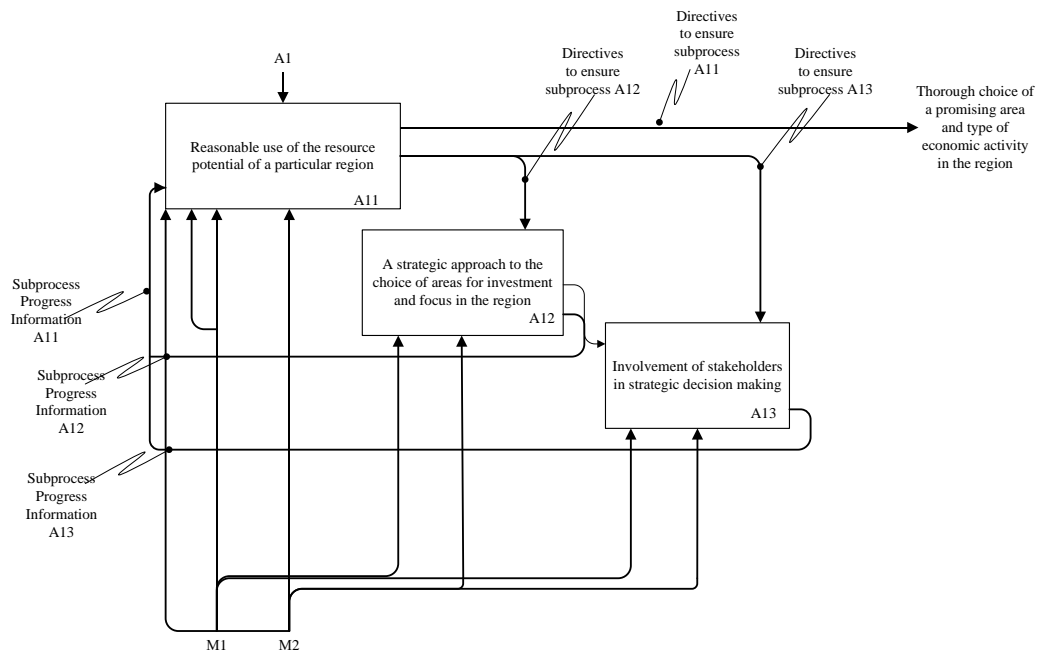 Directives
to ensure
subprocess
A11
Directives
to ensure
subprocess A12
Directives
to ensure
subprocess A13
A1
Thorough choice of
a promising area
and type of
economic activity
in the region
Reasonable use of the resource
potential of a particular region
A11
A strategic approach to the
choice of areas for investment
and focus in the region
A12
Subprocess
Progress
Information
A11
Involvement of stakeholders
in strategic decision making
A13
Subprocess
Progress
Information
A12
Subprocess
Progress
Information
A13
M1
M2